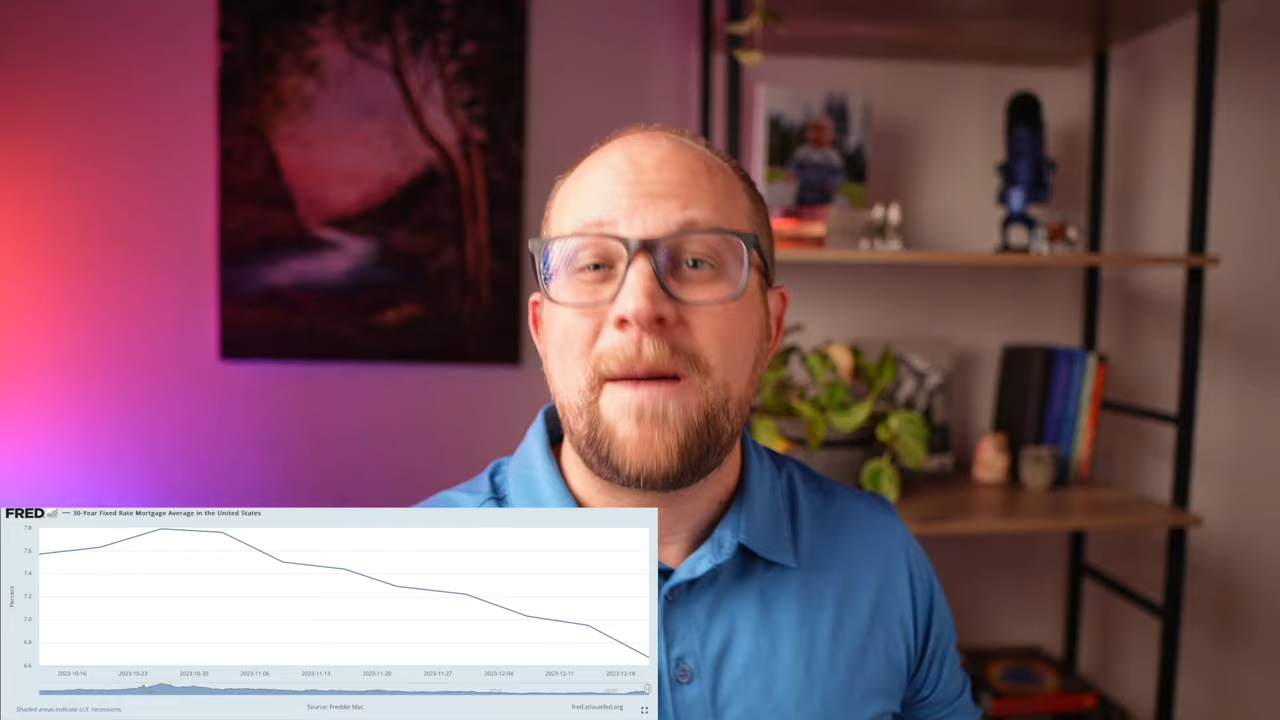 FRED — 30-Year Fixed Rate Mortgage Average in the United States
7.8
7.6
7.4
7.2
7.0
6.8
6.6
Percent
2023-10-16 2023-10-23 2023-10-30 2023-11-06 2023-11-13 2023-11-20 2023-11-27 2023-12-04 2023-12-11 2023-12-18
2020
Shaded areas indicate U.S. recessions.
Source: Freddie Mac
fred.stlouisfed.org